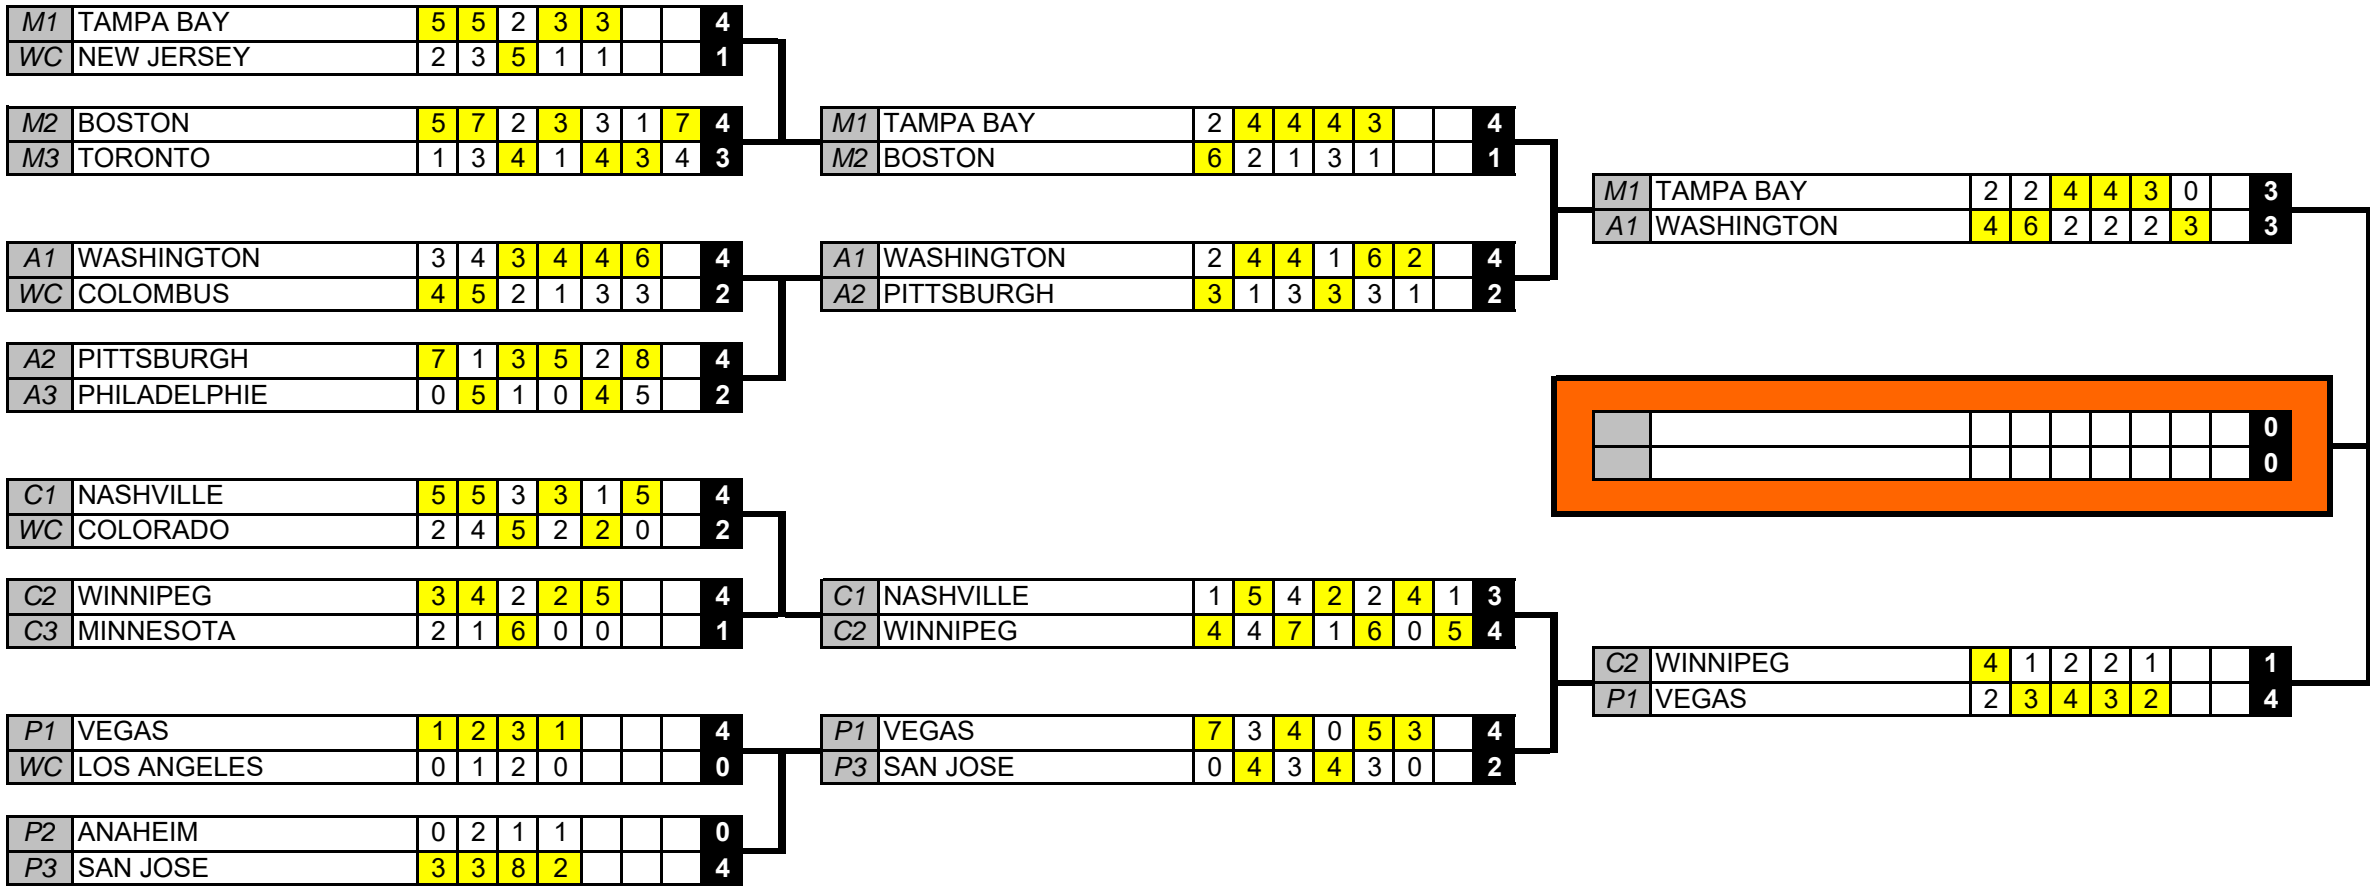 M1 TAMPA BAY 5 5 2 3 3 4
WC NEW JERSEY 2 3 5 1 1 1
M2 BOSTON 5 7 2 3 3 1 7 4
M3 TORONTO 1 3 4 1 4 3 4 3
A1 WASHINGTON 3 4 3 4 4 6 4
WC COLOMBUS 4 5 2 1 3 3 2
A2 PITTSBURGH 7 1 3 5 2 8 4
A3 PHILADELPHIE 0 5 1 0 4 5 2
C1 NASHVILLE 5 5 3 3 1 5 4
WC COLORADO 2 4 5 2 2 0 2
C2 WINNIPEG 3 4 2 2 5 4
C3 MINNESOTA 2 1 6 0 0 1
P1 VEGAS 1 2 3 1 4
WC LOS ANGELES 0 1 2 0 0
P2 ANAHEIM 0 2 1 1 0
P3 SAN JOSE 3 3 8 2 4
M1 TAMPA BAY 2 4 4 4 3 4
M2 BOSTON 6 2 1 3 1 1
A1 WASHINGTON 2 4 4 1 6 2 4
A2 PITTSBURGH 3 1 3 3 3 1 2
C1 NASHVILLE 1 5 4 2 2 4 1 3
C2 WINNIPEG 4 4 7 1 6 0 5 4
P1 VEGAS 7 3 4 0 5 3 4
P3 SAN JOSE 0 4 3 4 3 0 2
M1 TAMPA BAY 2 2 4 4 3 0 3
A1 WASHINGTON 4 6 2 2 2 3 3
0
0
C2 WINNIPEG 4 1 2 2 1 1
P1 VEGAS 2 3 4 3 2 4